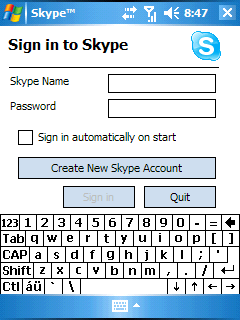 Skype™ 8:47
Sign in to Skype
S
Skype Name
Password
Sign in automatically on start
Create New Skype Account
Sign in Quit
123 1 2 3 4 5 6 7 8 9 0 - =
Tab q w e r t y u i o p [ ]
CAP a s d f g h j k l ; '
Shift z x c v b n m , . /
Ctl áü ` \